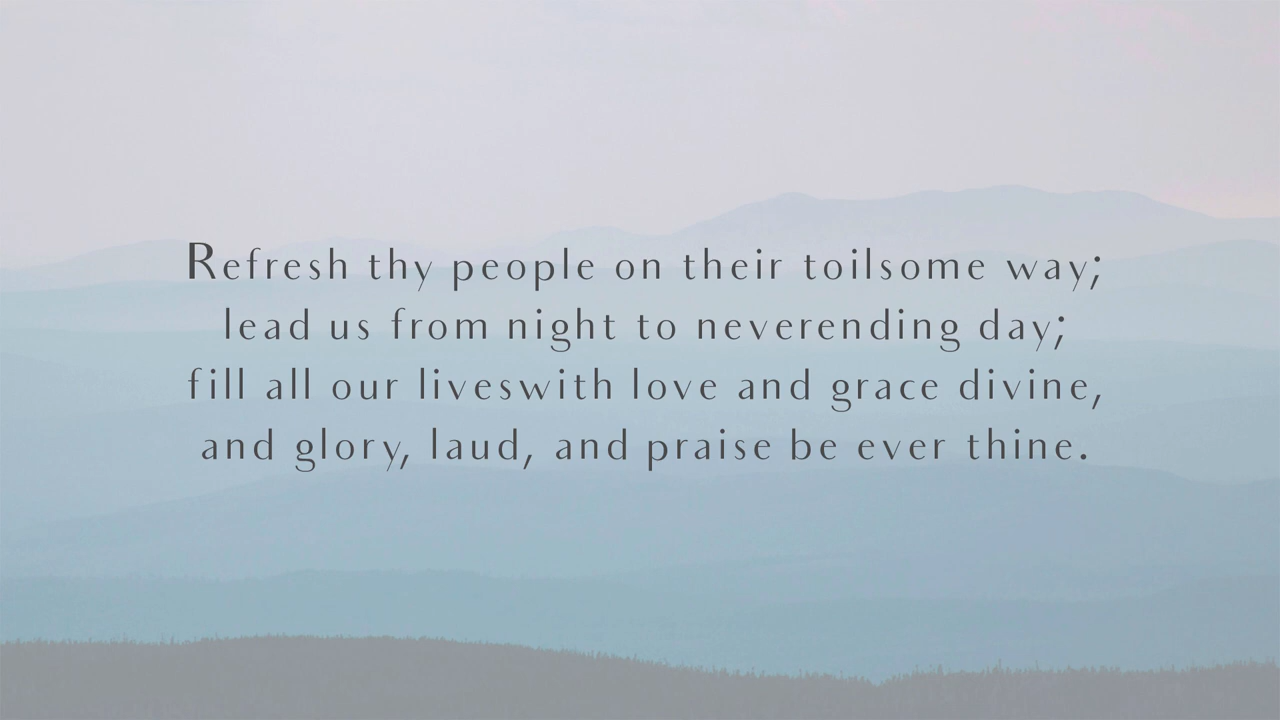 Refresh thy people on their toilsome way;
lead us from night to neverending day;
fill all our liveswith love and grace divine,
and glory, laud, and praise be ever thine.